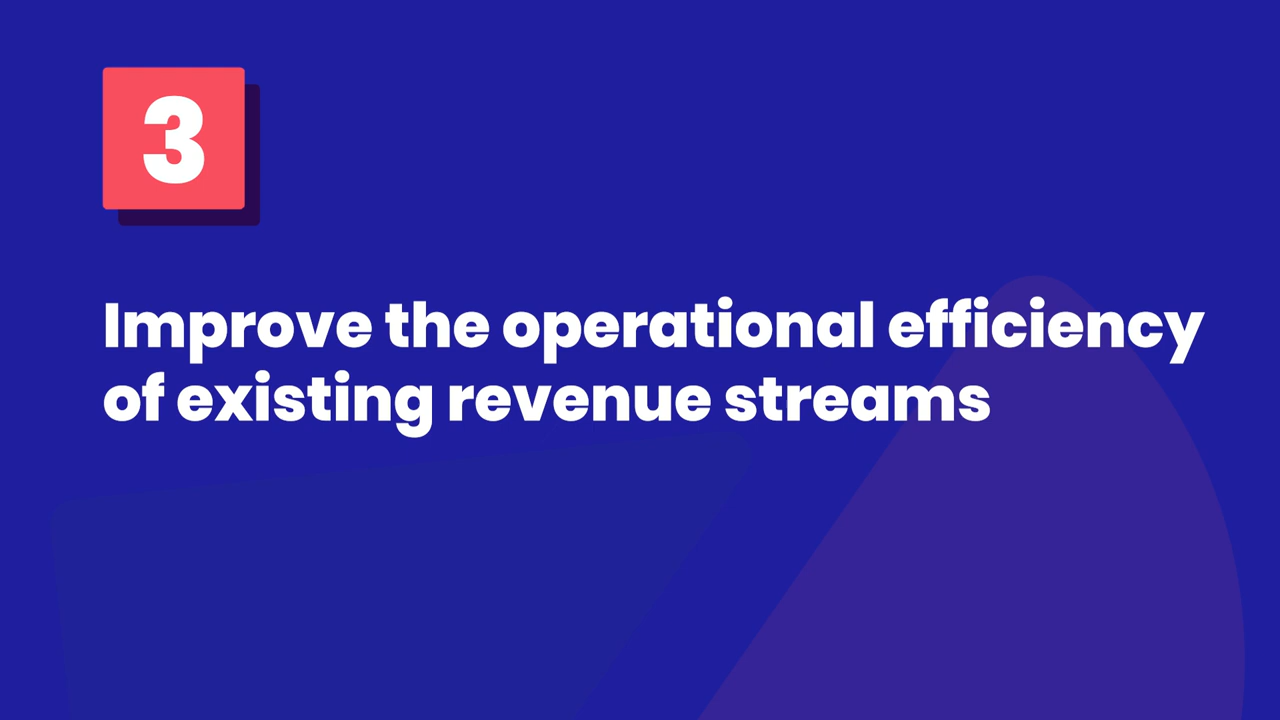 3
Improve the operational efficiency
of existing revenue streams